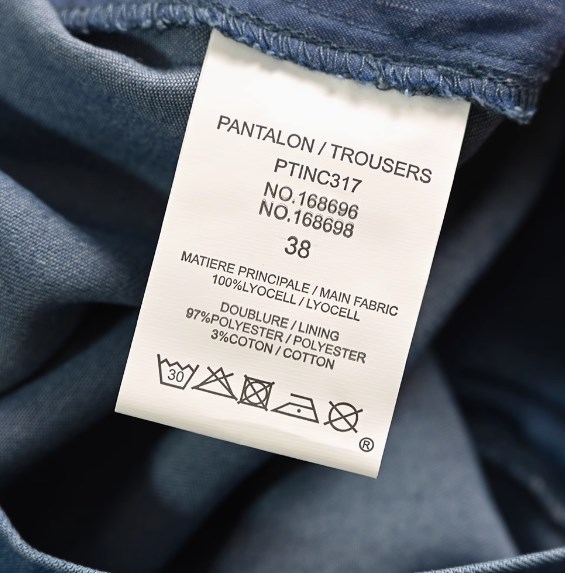 PANTALON / TROUSERS
PTINC317
NO.168696
NO.168698
38
MATIERE PRINCIPALE / MAIN FABRIC
100%LYOCELL / LYOCELL
DOUBLURE / LINING
97%POLYESTER / POLYESTER
3%COTON / COTTON
30
®